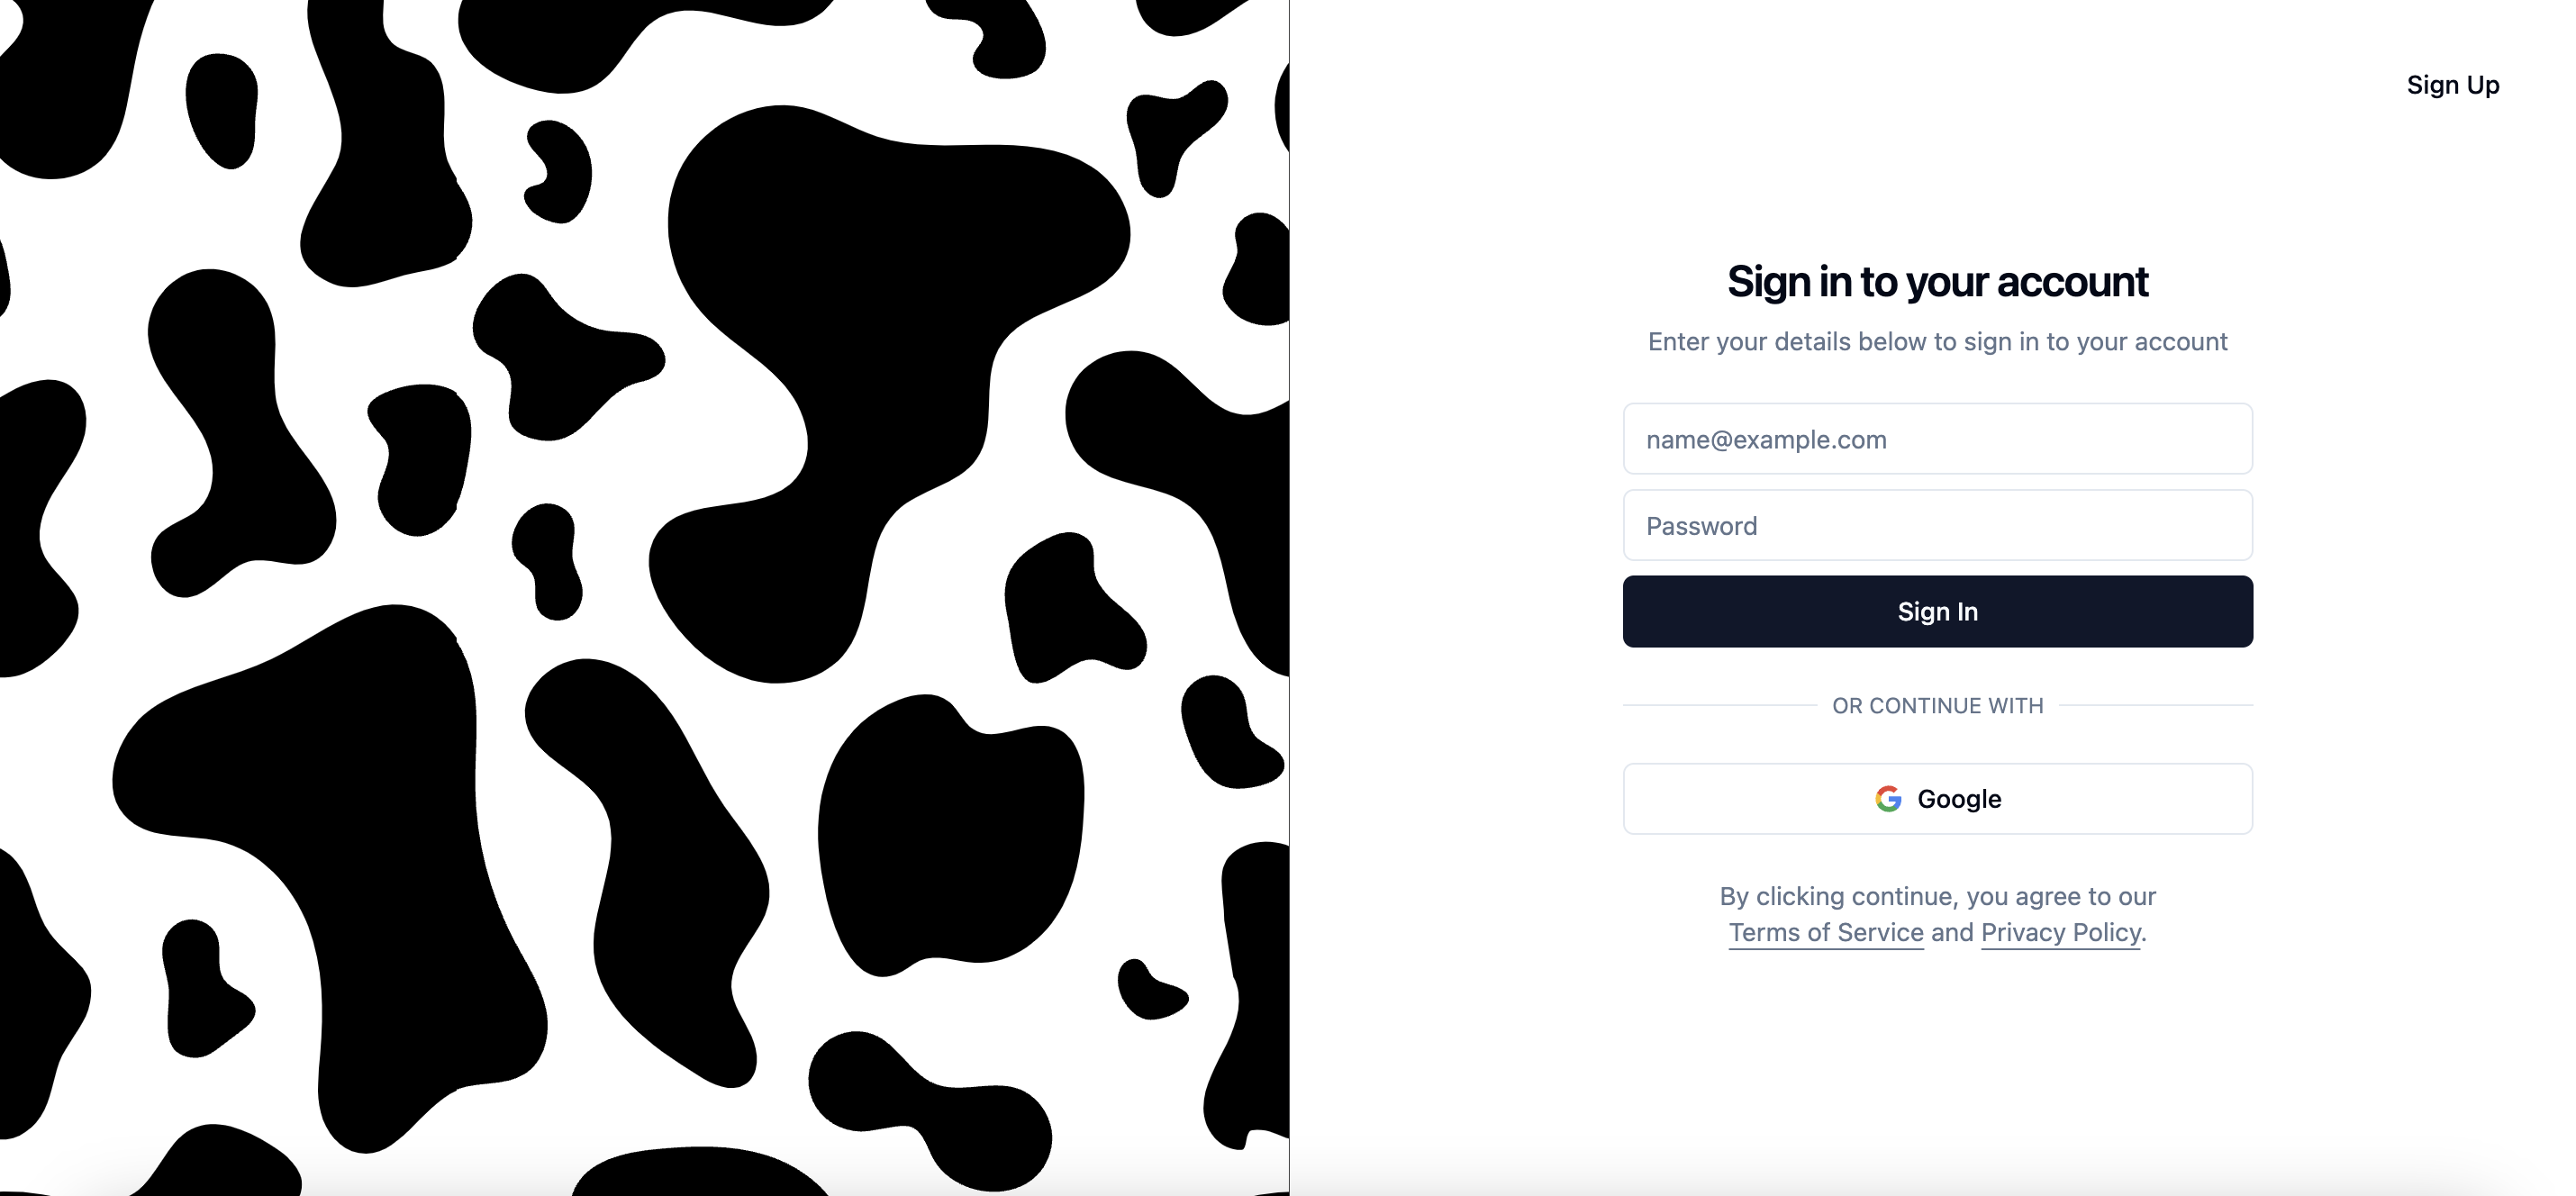 Sign Up
Sign in to your account
Enter your details below to sign in to your account
name@example.com
Password
Sign In
OR CONTINUE WITH
Google
By clicking continue, you agree to our
Terms of Service and Privacy Policy.